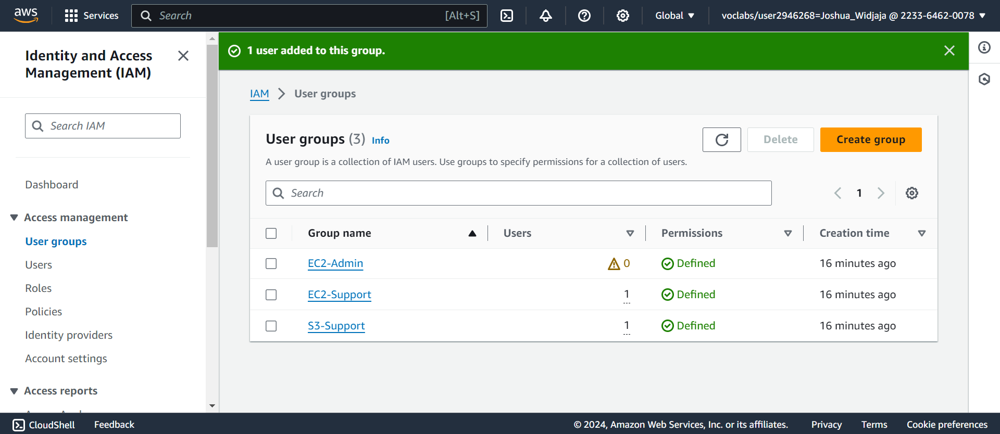 aws
Services
Search
[Alt+S]
Global
voclabs/user2946268=Joshua_Widjaja @ 2233-6462-0078
Identity and Access
Management (IAM)
Search IAM
Dashboard
Access management
User groups
Users
Roles
Policies
Identity providers
Account settings
Access reports
1 user added to this group.
IAM
User groups
User groups (3) Info
Delete
Create group
A user group is a collection of IAM users. Use groups to specify permissions for a collection of users.
Search
1
Group name Users Permissions Creation time
EC2-Admin 0 Defined 16 minutes ago
EC2-Support 1 Defined 16 minutes ago
S3-Support 1 Defined 16 minutes ago
CloudShell
Feedback
© 2024, Amazon Web Services, Inc. or its affiliates.
Privacy
Terms
Cookie preferences